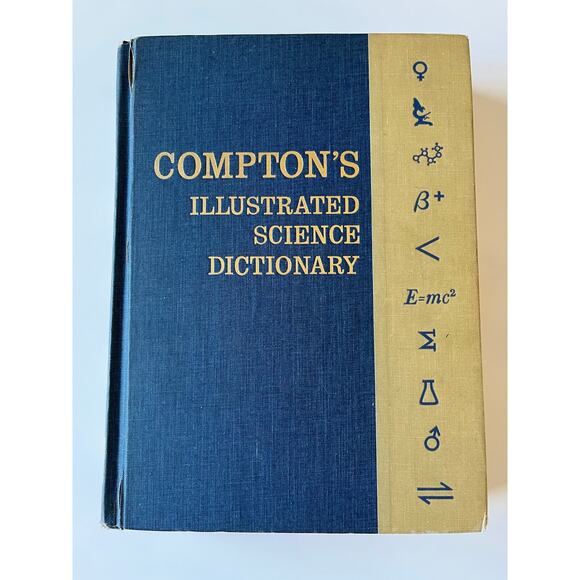 COMPTON'S
ILLUSTRATED
SCIENCE
DICTIONARY
♀
β+
<
E=mc²
Σ
♂
⇌